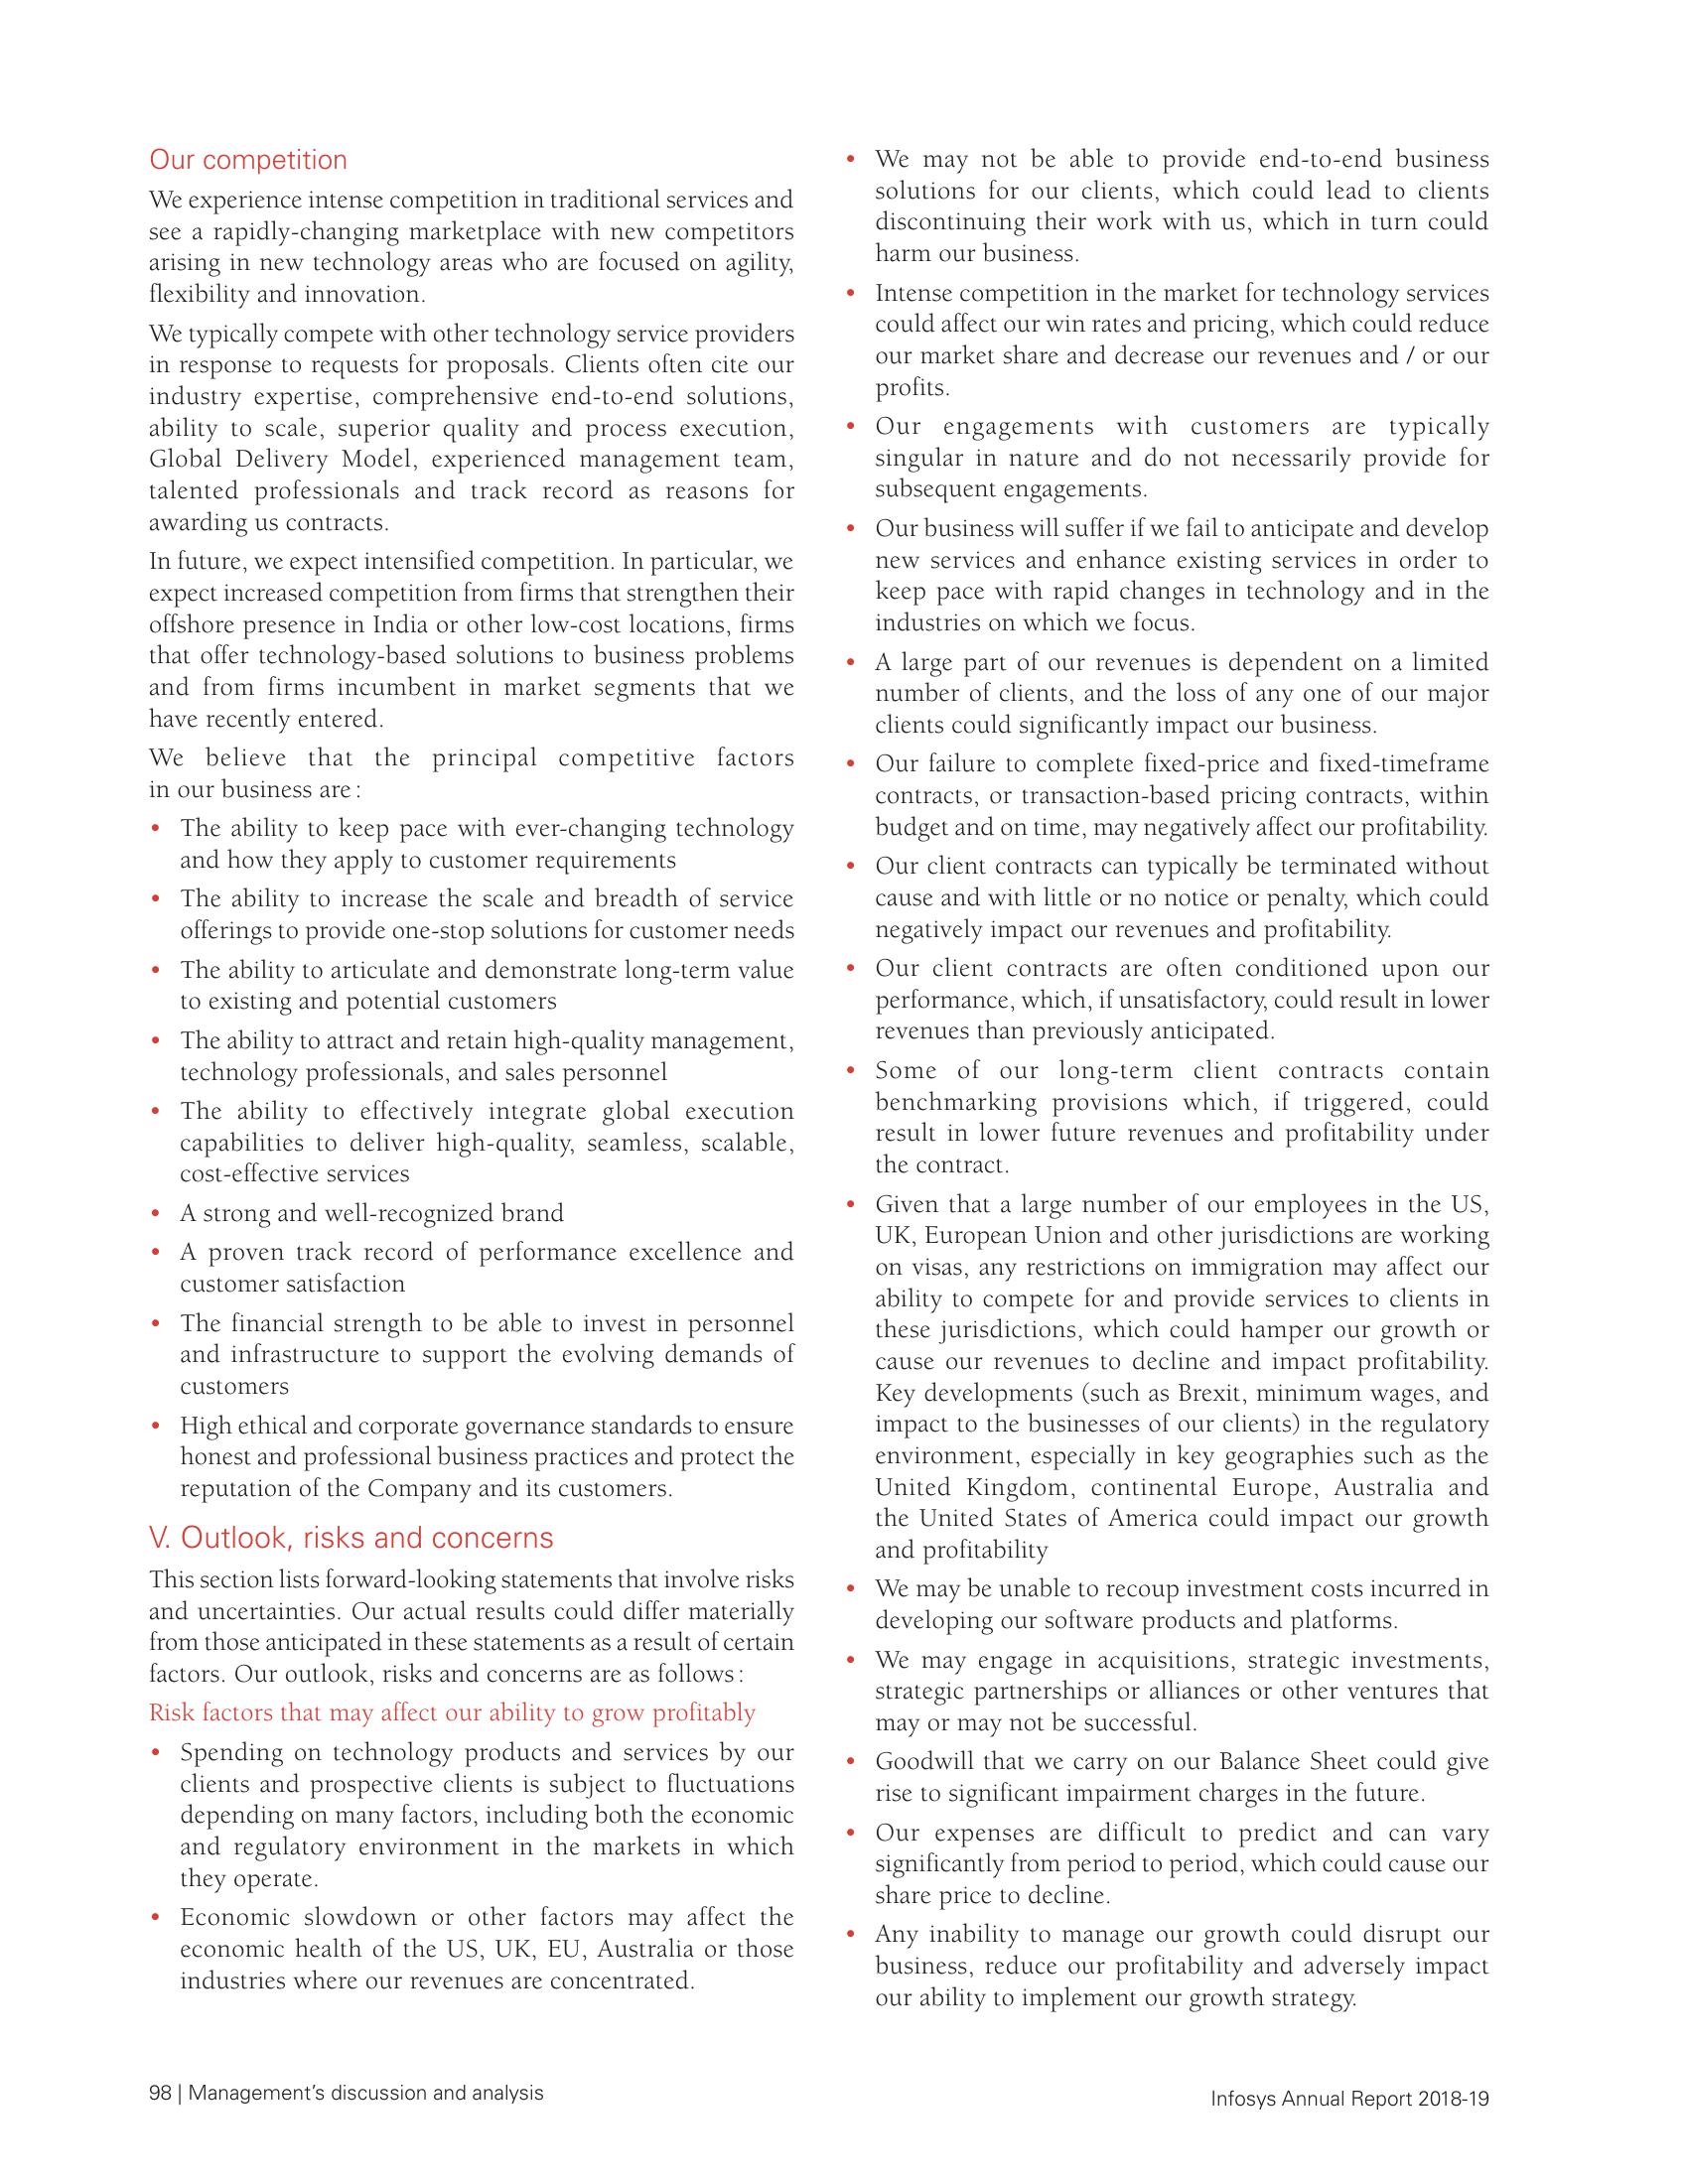 Our competition
We experience intense competition in traditional services and
see a rapidly-changing marketplace with new competitors
arising in new technology areas who are focused on agility,
flexibility and innovation.
We typically compete with other technology service providers
in response to requests for proposals. Clients often cite our
industry expertise, comprehensive end-to-end solutions,
ability to scale, superior quality and process execution,
Global Delivery Model, experienced management team,
talented professionals and track record as reasons for
awarding us contracts.
In future, we expect intensified competition. In particular, we
expect increased competition from firms that strengthen their
offshore presence in India or other low-cost locations, firms
that offer technology-based solutions to business problems
and from firms incumbent in market segments that we
have recently entered.
We believe that the principal competitive factors
in our business are :
• The ability to keep pace with ever-changing technology
and how they apply to customer requirements
• The ability to increase the scale and breadth of service
offerings to provide one-stop solutions for customer needs
• The ability to articulate and demonstrate long-term value
to existing and potential customers
• The ability to attract and retain high-quality management,
technology professionals, and sales personnel
• The ability to effectively integrate global execution
capabilities to deliver high-quality, seamless, scalable,
cost-effective services
• A strong and well-recognized brand
• A proven track record of performance excellence and
customer satisfaction
• The financial strength to be able to invest in personnel
and infrastructure to support the evolving demands of
customers
• High ethical and corporate governance standards to ensure
honest and professional business practices and protect the
reputation of the Company and its customers.
V. Outlook, risks and concerns
This section lists forward-looking statements that involve risks
and uncertainties. Our actual results could differ materially
from those anticipated in these statements as a result of certain
factors. Our outlook, risks and concerns are as follows :
Risk factors that may affect our ability to grow profitably
• Spending on technology products and services by our
clients and prospective clients is subject to fluctuations
depending on many factors, including both the economic
and regulatory environment in the markets in which
they operate.
• Economic slowdown or other factors may affect the
economic health of the US, UK, EU, Australia or those
industries where our revenues are concentrated.
• We may not be able to provide end-to-end business
solutions for our clients, which could lead to clients
discontinuing their work with us, which in turn could
harm our business.
• Intense competition in the market for technology services
could affect our win rates and pricing, which could reduce
our market share and decrease our revenues and / or our
profits.
• Our engagements with customers are typically
singular in nature and do not necessarily provide for
subsequent engagements.
• Our business will suffer if we fail to anticipate and develop
new services and enhance existing services in order to
keep pace with rapid changes in technology and in the
industries on which we focus.
• A large part of our revenues is dependent on a limited
number of clients, and the loss of any one of our major
clients could significantly impact our business.
• Our failure to complete fixed-price and fixed-timeframe
contracts, or transaction-based pricing contracts, within
budget and on time, may negatively affect our profitability.
• Our client contracts can typically be terminated without
cause and with little or no notice or penalty, which could
negatively impact our revenues and profitability.
• Our client contracts are often conditioned upon our
performance, which, if unsatisfactory, could result in lower
revenues than previously anticipated.
• Some of our long-term client contracts contain
benchmarking provisions which, if triggered, could
result in lower future revenues and profitability under
the contract.
• Given that a large number of our employees in the US,
UK, European Union and other jurisdictions are working
on visas, any restrictions on immigration may affect our
ability to compete for and provide services to clients in
these jurisdictions, which could hamper our growth or
cause our revenues to decline and impact profitability.
Key developments (such as Brexit, minimum wages, and
impact to the businesses of our clients) in the regulatory
environment, especially in key geographies such as the
United Kingdom, continental Europe, Australia and
the United States of America could impact our growth
and profitability
• We may be unable to recoup investment costs incurred in
developing our software products and platforms.
• We may engage in acquisitions, strategic investments,
strategic partnerships or alliances or other ventures that
may or may not be successful.
• Goodwill that we carry on our Balance Sheet could give
rise to significant impairment charges in the future.
• Our expenses are difficult to predict and can vary
significantly from period to period, which could cause our
share price to decline.
• Any inability to manage our growth could disrupt our
business, reduce our profitability and adversely impact
our ability to implement our growth strategy.
98 | Management’s discussion and analysis
Infosys Annual Report 2018-19